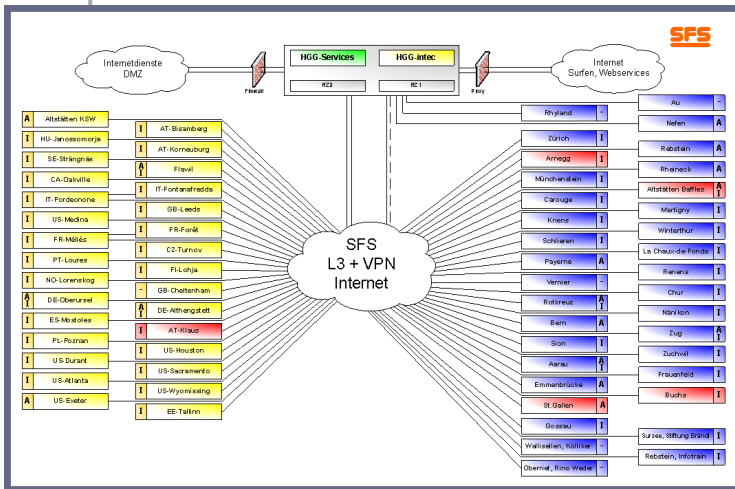 SFS
Internetdienste
DMZ
Firewall
HGG-Services
HGG-intec
RZ2
RZ 1
Proxy
Internet
Surfen, Webservices
A Altstätten KSW
I HU-Janossomorja
I SE-Strängnäs
I CA-Oakville
I IT-Pordeonone
I US-Medina
I FR-Méliès
I PT-Loures
I NO-Lorenskog
A I DE-Oberursel
I ES-Mostoles
I PL-Poznan
I US-Durant
I US-Atlanta
A US-Exeter
I AT-Bisamberg
I AT-Korneuburg
A I Flawil
I IT-Fontanafredda
I GB-Leeds
I FR-Forêt
I CZ-Turnov
I FI-Lohja
- GB-Cheltenham
A I DE-Althengstett
I AT-Klaus
I US-Houston
I US-Sacramento
I US-Wyomissing
I EE-Tallinn
SFS
L3 + VPN
Internet
Rhyland -
Zürich I
Arnegg I
Münchenstein I
Carouge I
Kriens I
Schlieren I
Payerne A
Vernier -
Rotkreuz A I
Bern A
Sion I
Aarau A I
Emmenbrücke A
St.Gallen A
Gossau I
Wallisellen, Kölliker -
Oberriet, Rino Weder -
Au -
Nefen A
Rebstein A
Rheineck A
Altstätten Baffles A I
Martigny I
Winterthur I
La Chaux-de-Fonds I
Renens I
Chur I
Nänikon I
Zug A I
Zuchwil I
Frauenfeld I
Buchs I
Sursee, Stiftung Brändi I
Rebstein, Infotrain I